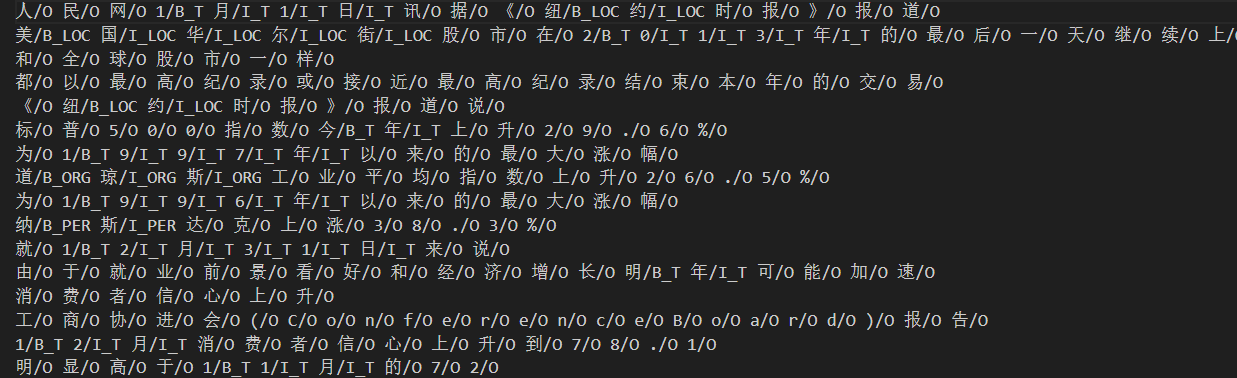 人/O 民/O 网/O 1/B_T 月/I_T 1/I_T 日/I_T 讯/O 据/O 《/O 纽/B_LOC 约/I_LOC 时/O 报/O 》/O 报/O 道/O
美/B_LOC 国/I_LOC 华/I_LOC 尔/I_LOC 街/I_LOC 股/O 市/O 在/O 2/B_T 0/I_T 1/I_T 3/I_T 年/I_T 的/O 最/O 后/O 一/O 天/O 继/O 续/O 上/
和/O 全/O 球/O 股/O 市/O 一/O 样/O
都/O 以/O 最/O 高/O 纪/O 录/O 或/O 接/O 近/O 最/O 高/O 纪/O 录/O 结/O 束/O 本/O 年/O 的/O 交/O 易/O
《/O 纽/B_LOC 约/I_LOC 时/O 报/O 》/O 报/O 道/O 说/O
标/O 普/O 5/O 0/O 0/O 指/O 数/O 今/B_T 年/I_T 上/O 升/O 2/O 9/O ./O 6/O %/O
为/O 1/B_T 9/I_T 9/I_T 7/I_T 年/I_T 以/O 来/O 的/O 最/O 大/O 涨/O 幅/O
道/B_ORG 琼/I_ORG 斯/I_ORG 工/O 业/O 平/O 均/O 指/O 数/O 上/O 升/O 2/O 6/O ./O 5/O %/O
为/O 1/B_T 9/I_T 9/I_T 6/I_T 年/I_T 以/O 来/O 的/O 最/O 大/O 涨/O 幅/O
纳/B_PER 斯/I_PER 达/O 克/O 上/O 涨/O 3/O 8/O ./O 3/O %/O
就/O 1/B_T 2/I_T 月/I_T 3/I_T 1/I_T 日/I_T 来/O 说/O
由/O 于/O 就/O 业/O 前/O 景/O 看/O 好/O 和/O 经/O 济/O 增/O 长/O 明/B_T 年/I_T 可/O 能/O 加/O 速/O
消/O 费/O 者/O 信/O 心/O 上/O 升/O
工/O 商/O 协/O 进/O 会/O (/O C/O o/O n/O f/O e/O r/O e/O n/O c/O e/O B/O o/O a/O r/O d/O )/O 报/O 告/O
1/B_T 2/I_T 月/I_T 消/O 费/O 者/O 信/O 心/O 上/O 升/O 到/O 7/O 8/O ./O 1/O
明/O 显/O 高/O 于/O 1/B_T 1/I_T 月/I_T 的/O 7/O 2/O